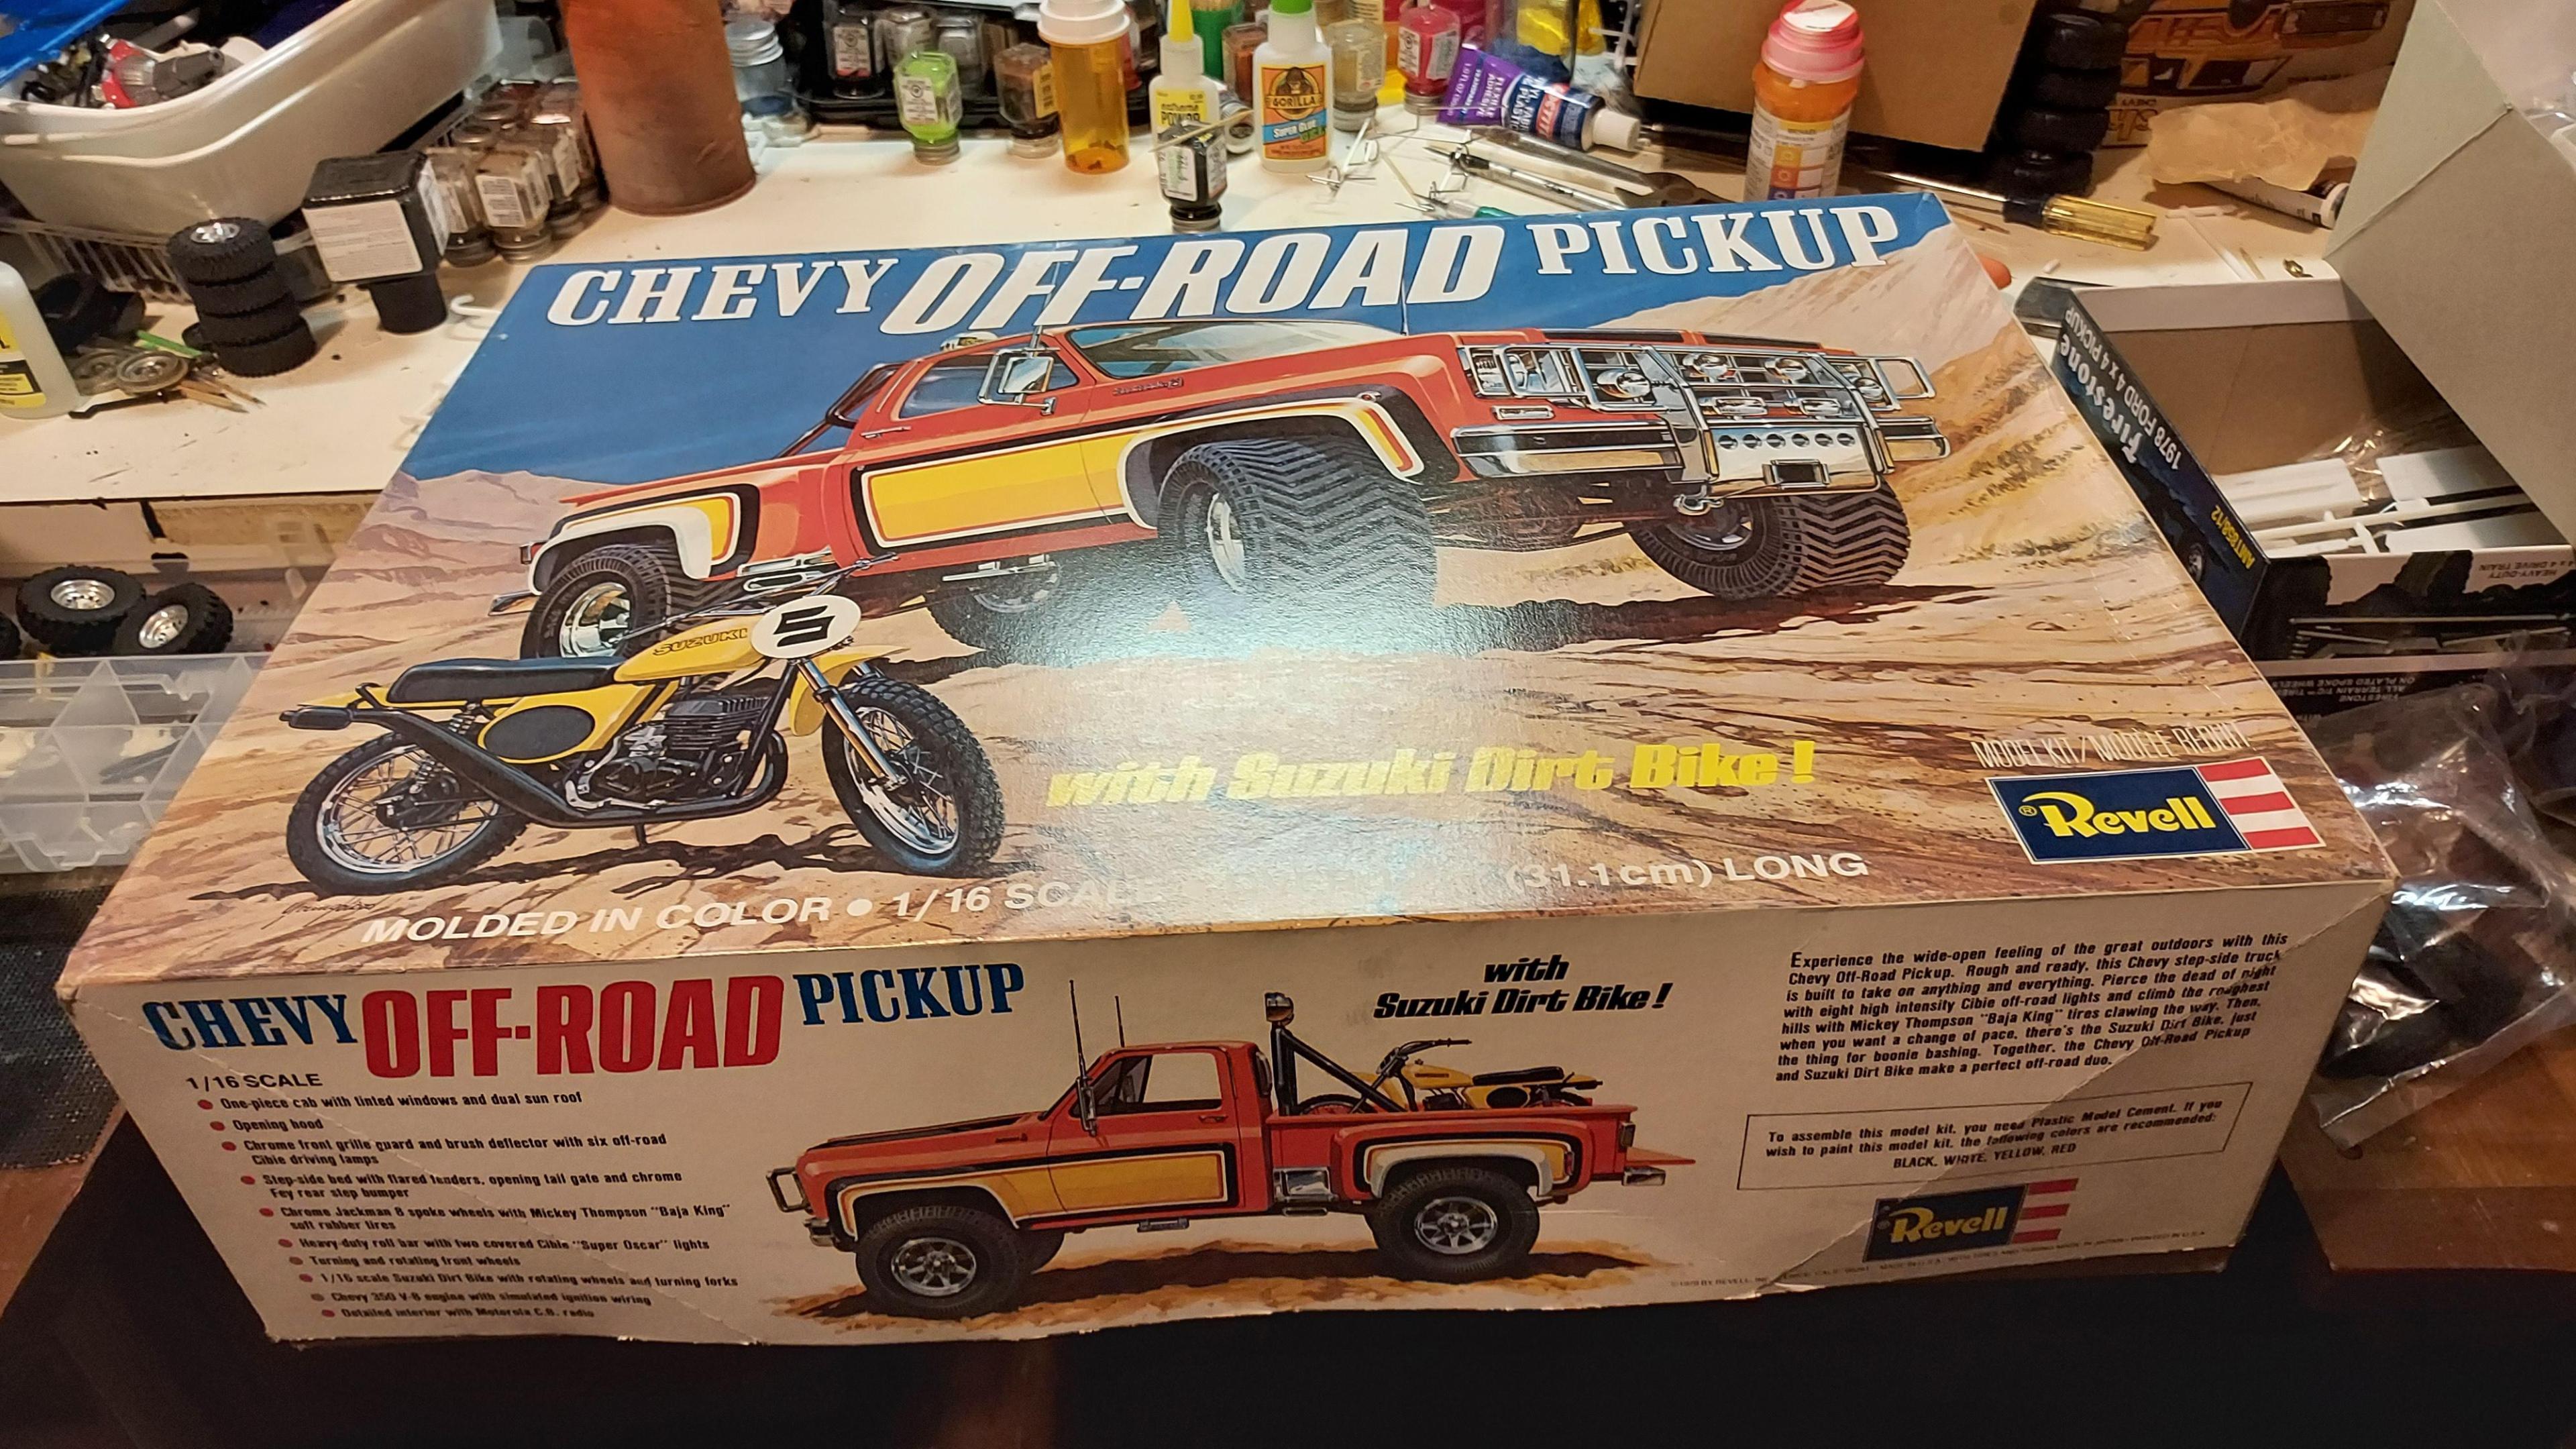 GORILLA
SUPER GLUE
CHEVY OFF-ROAD PICKUP
Firestone
1978 FORD 4x4 PICKUP
AMT858/12
SUZUKI
5
with Suzuki Dirt Bike!
MODEL KIT / MODELE REDUIT
® Revell
MOLDED IN COLOR • 1/16 SCALE (31.1cm) LONG
CHEVY OFF-ROAD PICKUP
1/16 SCALE
One-piece cab with tinted windows and dual sun roof
Opening hood
Chrome front grille guard and brush deflector with six off-road
Cibie driving lamps
Step-side bed with flared fenders, opening tail gate and chrome
Fey rear step bumper
Chrome Jackman 8 spoke wheels with Mickey Thompson "Baja King"
soft rubber tires
Heavy-duty roll bar with two covered Cibie "Super Oscar" lights
Turning and rotating front wheels
1/16 scale Suzuki Dirt Bike with rotating wheels and turning forks
Chevy 350 V-8 engine with simulated ignition wiring
Detailed interior with Motorola C.B. radio
with
Suzuki Dirt Bike!
Experience the wide-open feeling of the great outdoors with this
Chevy Off-Road Pickup. Rough and ready, this Chevy step-side truck
is built to take on anything and everything. Pierce the dead of night
with eight high intensity Cibie off-road lights and climb the roughest
hills with Mickey Thompson "Baja King" tires clawing the way. Then,
when you want a change of pace, there's the Suzuki Dirt Bike, just
the thing for boonie bashing. Together, the Chevy Off-Road Pickup
and Suzuki Dirt Bike make a perfect off-road duo.
To assemble this model kit, you need Plastic Model Cement. If you
wish to paint this model kit, the following colors are recommended:
BLACK, WHITE, YELLOW, RED
Revell